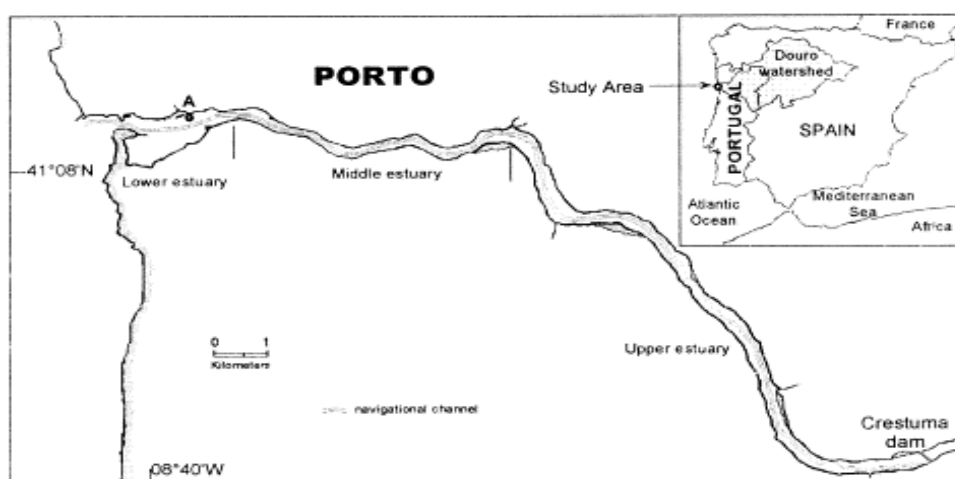 PORTO
A
41°08'N
Lower estuary
Middle estuary
Upper estuary
0 1
Kilometers
navigational channel
08°40'W
Crestuma
dam
France
Douro
watershed
Study Area
PORTUGAL
SPAIN
Atlantic
Ocean
Mediterranean
Sea
Africa